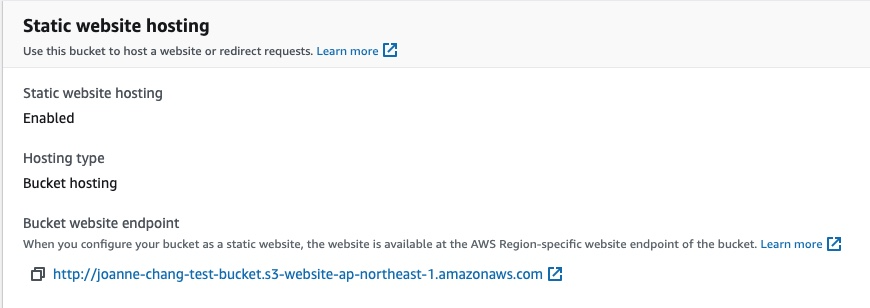 Static website hosting
Use this bucket to host a website or redirect requests. Learn more
Static website hosting
Enabled
Hosting type
Bucket hosting
Bucket website endpoint
When you configure your bucket as a static website, the website is available at the AWS Region-specific website endpoint of the bucket. Learn more
http://joanne-chang-test-bucket.s3-website-ap-northeast-1.amazonaws.com